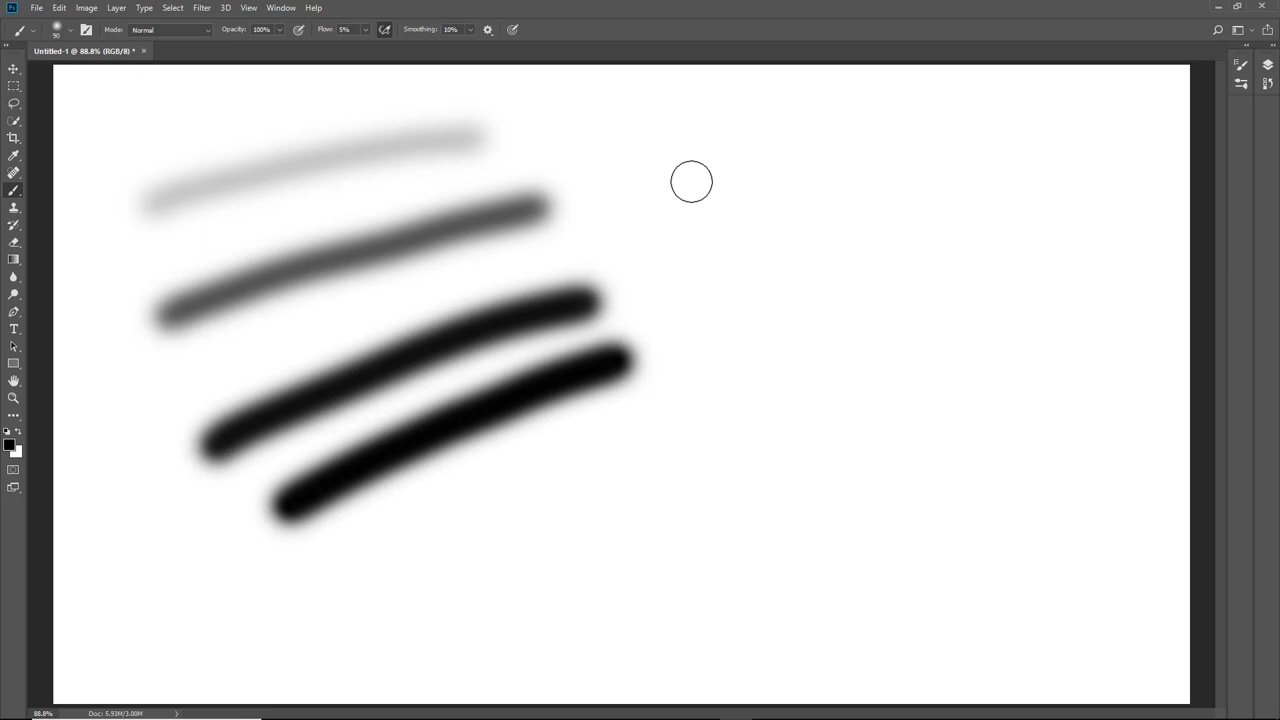 Ps File Edit Image Layer Type Select Filter 3D View Window Help
90 Mode: Normal Opacity: 100% Flow: 5% Smoothing: 10%
Untitled-1 @ 88.8% (RGB/8) * ×
T
88.8% Doc: 5.93M/3.00M